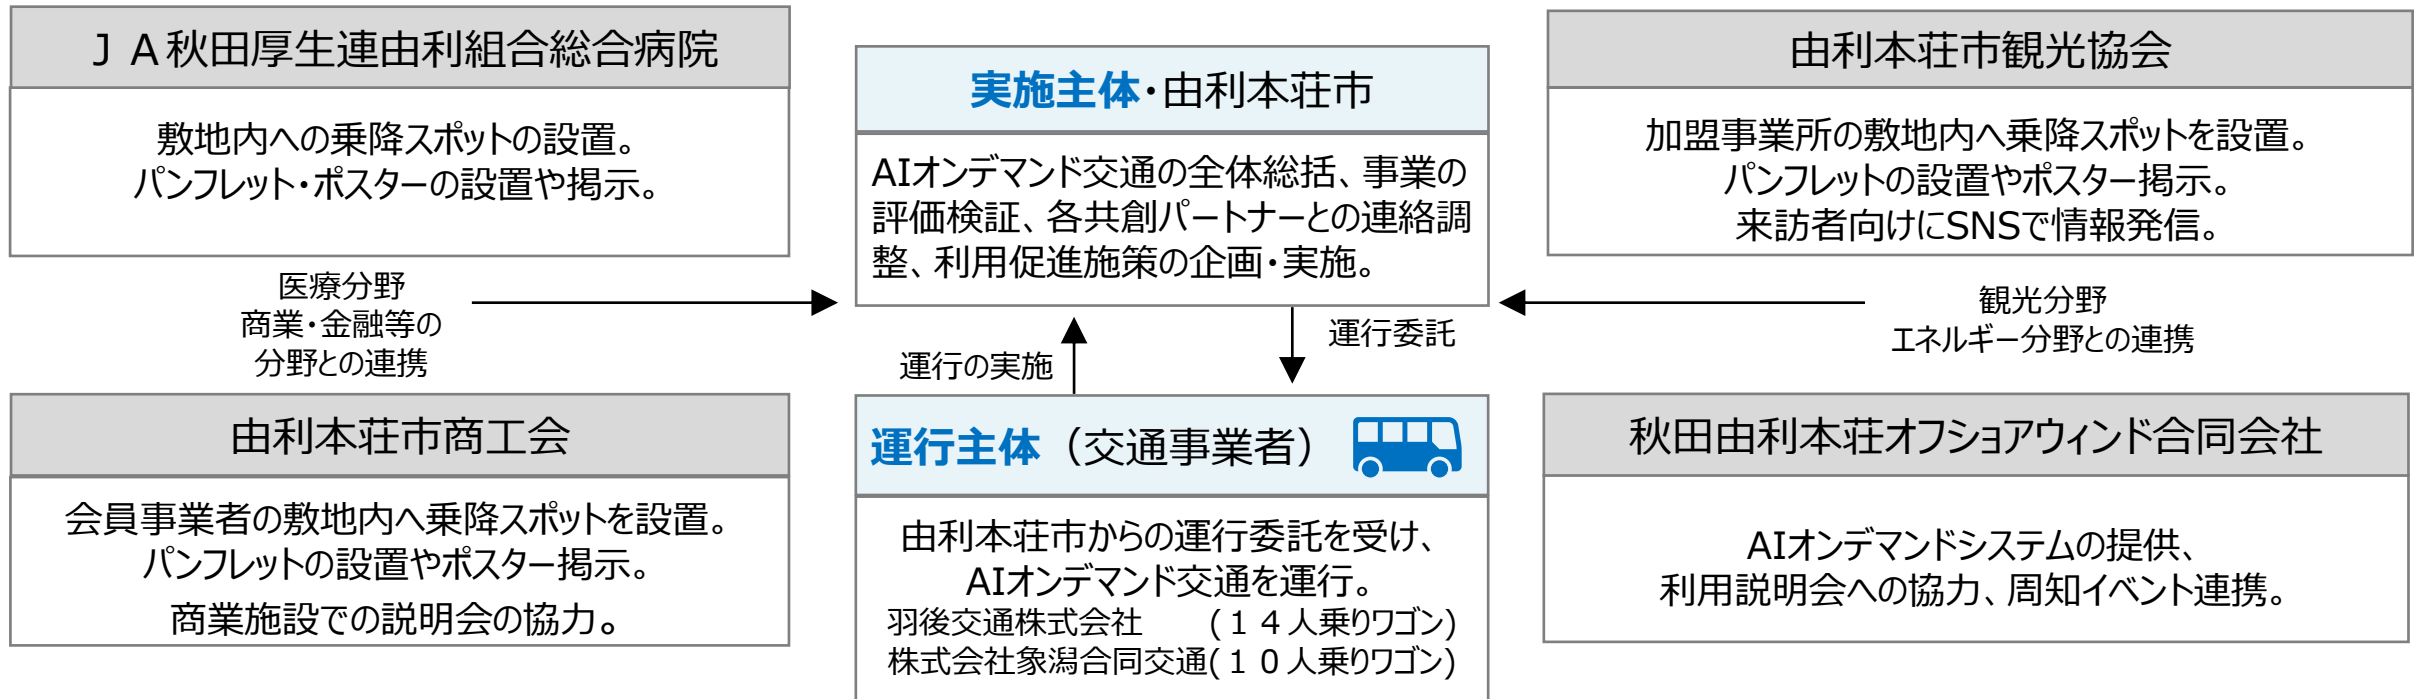 ＪＡ秋田厚生連由利組合総合病院
敷地内への乗降スポットの設置。
パンフレット・ポスターの設置や掲示。
医療分野
商業・金融等の
分野との連携
由利本荘市商工会
会員事業者の敷地内へ乗降スポットを設置。
パンフレットの設置やポスター掲示。
商業施設での説明会の協力。
実施主体・由利本荘市
AIオンデマンド交通の全体総括、事業の
評価検証、各共創パートナーとの連絡調
整、利用促進施策の企画・実施。
運行の実施
運行委託
運行主体（交通事業者）
由利本荘市からの運行委託を受け、
AIオンデマンド交通を運行。
羽後交通株式会社　　(１４人乗りワゴン)
株式会社象潟合同交通(１０人乗りワゴン)
由利本荘市観光協会
加盟事業所の敷地内へ乗降スポットを設置。
パンフレットの設置やポスター掲示。
来訪者向けにSNSで情報発信。
観光分野
エネルギー分野との連携
秋田由利本荘オフショアウィンド合同会社
AIオンデマンドシステムの提供、
利用説明会への協力、周知イベント連携。